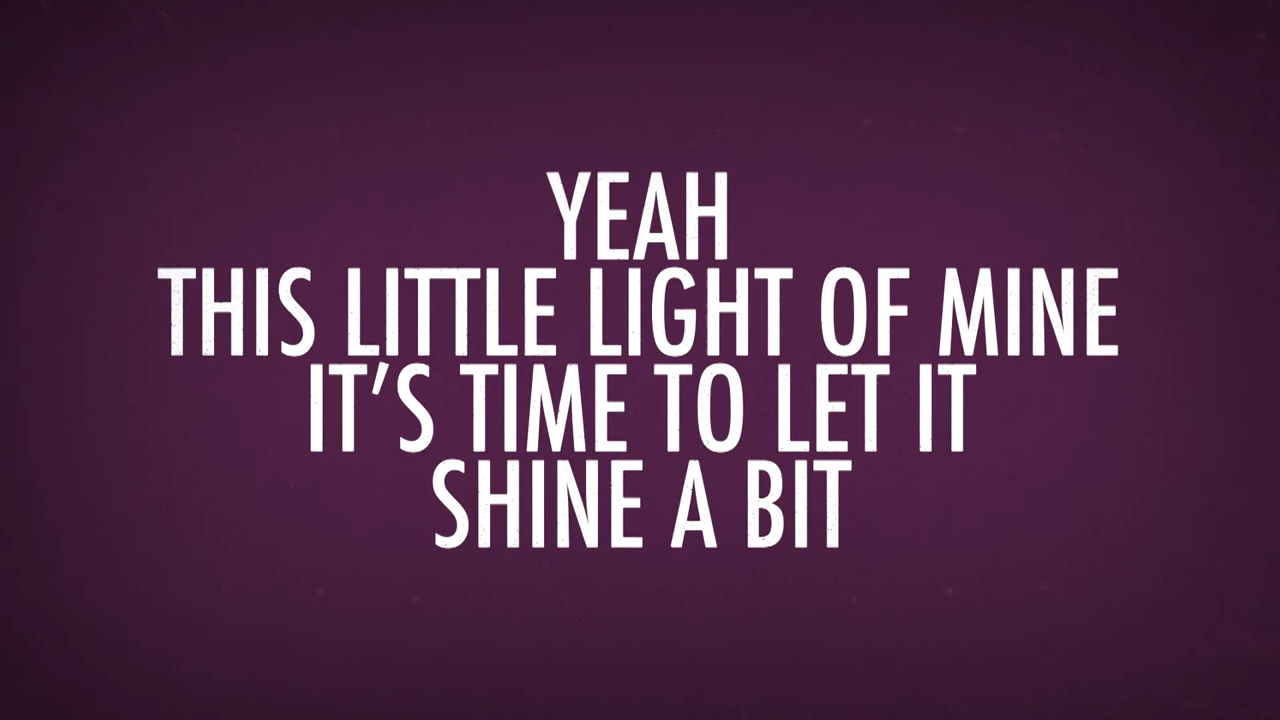 YEAH
THIS LITTLE LIGHT OF MINE
IT’S TIME TO LET IT
SHINE A BIT